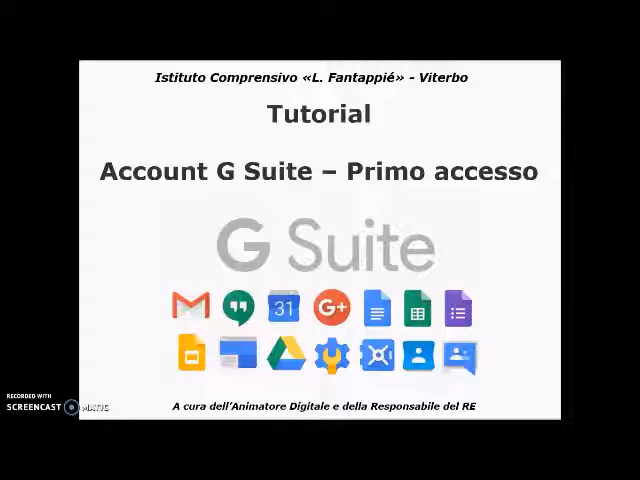 Istituto Comprensivo «L. Fantappié» - Viterbo
Tutorial
Account G Suite – Primo accesso
G Suite
31
G+
A cura dell’Animatore Digitale e della Responsabile del RE
RECORDED WITH
SCREENCAST MATIC